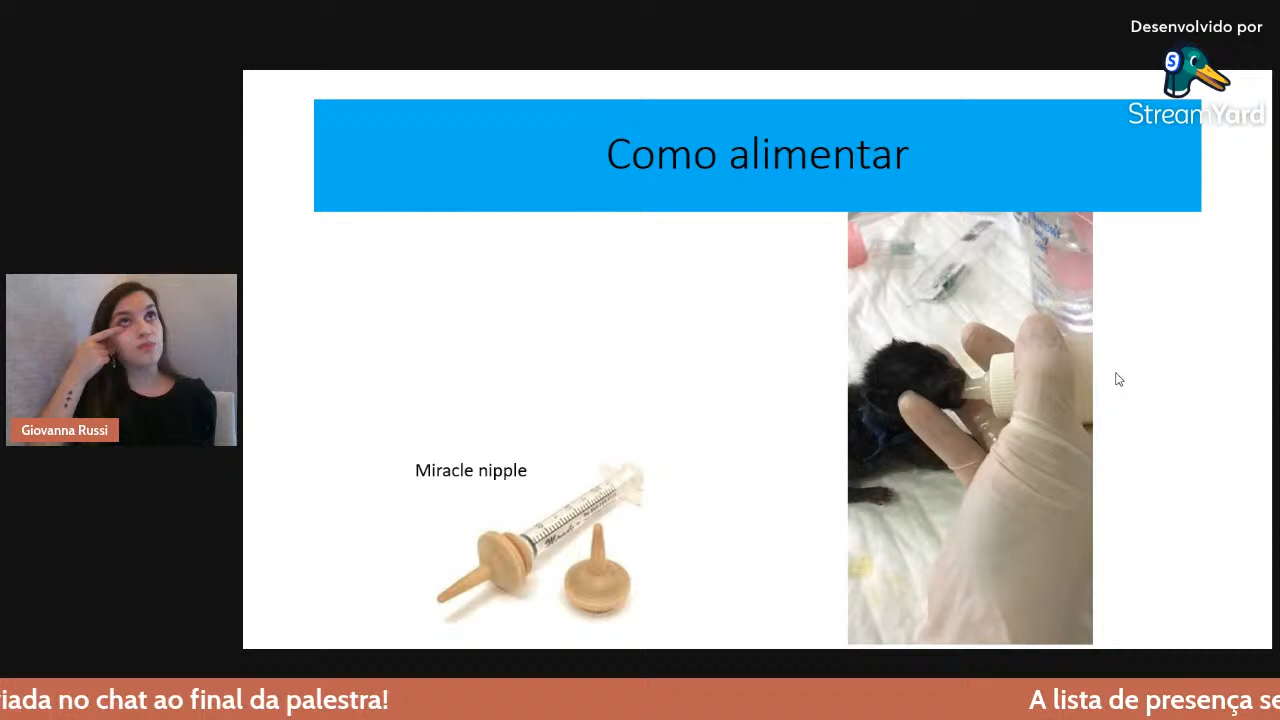 Desenvolvido por
StreamYard
Como alimentar
Giovanna Russi
Miracle nipple
iada no chat ao final da palestra!
A lista de presença se